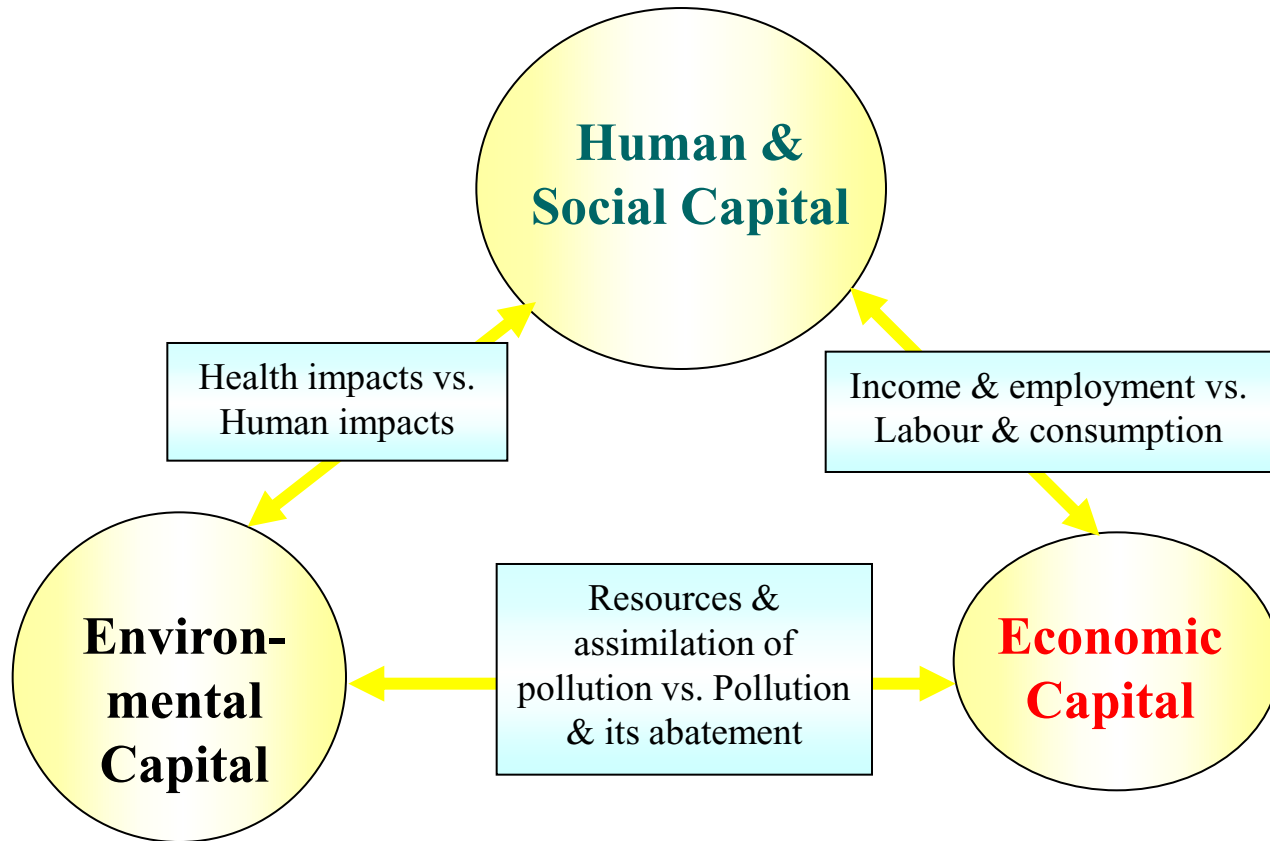 Human &
Social Capital
Health impacts vs.
Human impacts
Income & employment vs.
Labour & consumption
Resources &
assimilation of
pollution vs. Pollution
& its abatement
Environ-
mental
Capital
Economic
Capital